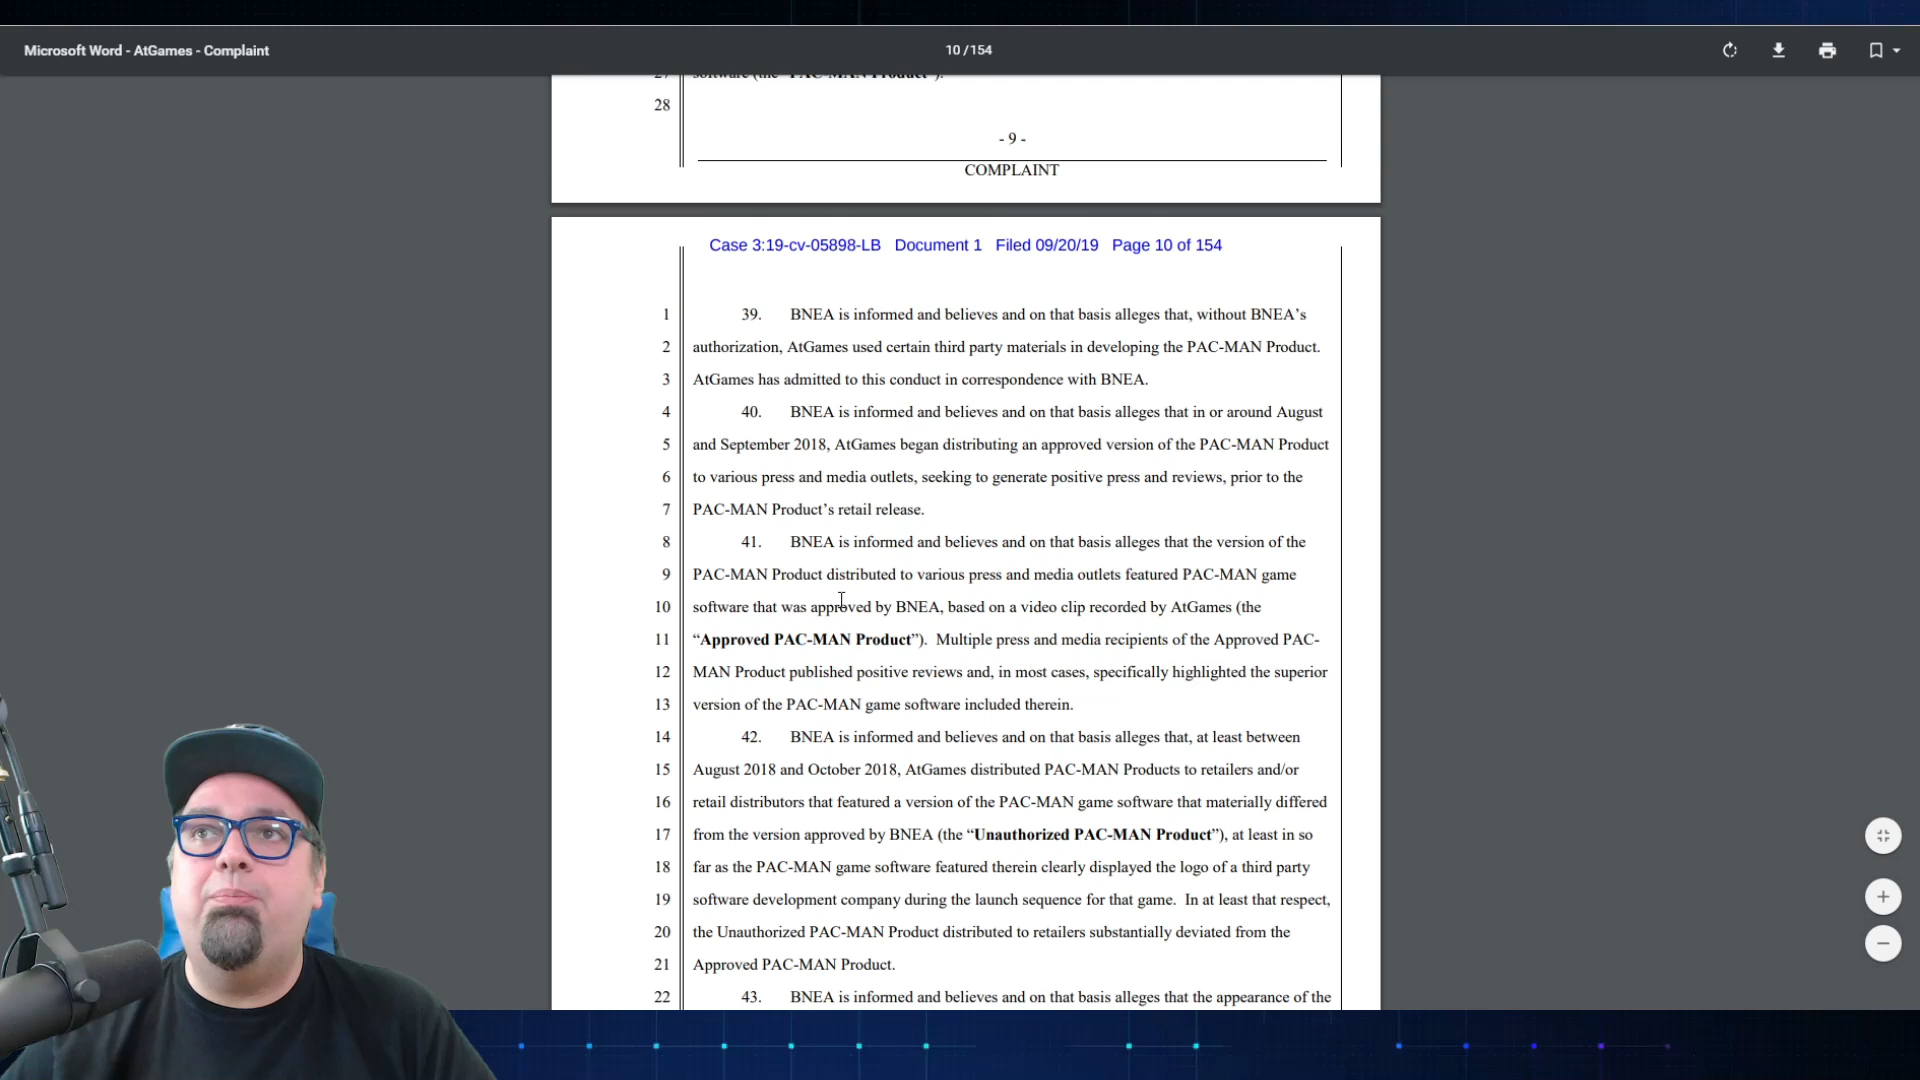 Microsoft Word - AtGames - Complaint
10 / 154
27 software (the "PAC-MAN Product").
28
- 9 -
COMPLAINT
Case 3:19-cv-05898-LB Document 1 Filed 09/20/19 Page 10 of 154
1 39. BNEA is informed and believes and on that basis alleges that, without BNEA’s
2 authorization, AtGames used certain third party materials in developing the PAC-MAN Product.
3 AtGames has admitted to this conduct in correspondence with BNEA.
4 40. BNEA is informed and believes and on that basis alleges that in or around August
5 and September 2018, AtGames began distributing an approved version of the PAC-MAN Product
6 to various press and media outlets, seeking to generate positive press and reviews, prior to the
7 PAC-MAN Product’s retail release.
8 41. BNEA is informed and believes and on that basis alleges that the version of the
9 PAC-MAN Product distributed to various press and media outlets featured PAC-MAN game
10 software that was approved by BNEA, based on a video clip recorded by AtGames (the
11 “Approved PAC-MAN Product”). Multiple press and media recipients of the Approved PAC-
12 MAN Product published positive reviews and, in most cases, specifically highlighted the superior
13 version of the PAC-MAN game software included therein.
14 42. BNEA is informed and believes and on that basis alleges that, at least between
15 August 2018 and October 2018, AtGames distributed PAC-MAN Products to retailers and/or
16 retail distributors that featured a version of the PAC-MAN game software that materially differed
17 from the version approved by BNEA (the “Unauthorized PAC-MAN Product”), at least in so
18 far as the PAC-MAN game software featured therein clearly displayed the logo of a third party
19 software development company during the launch sequence for that game. In at least that respect,
20 the Unauthorized PAC-MAN Product distributed to retailers substantially deviated from the
21 Approved PAC-MAN Product.
22 43. BNEA is informed and believes and on that basis alleges that the appearance of the